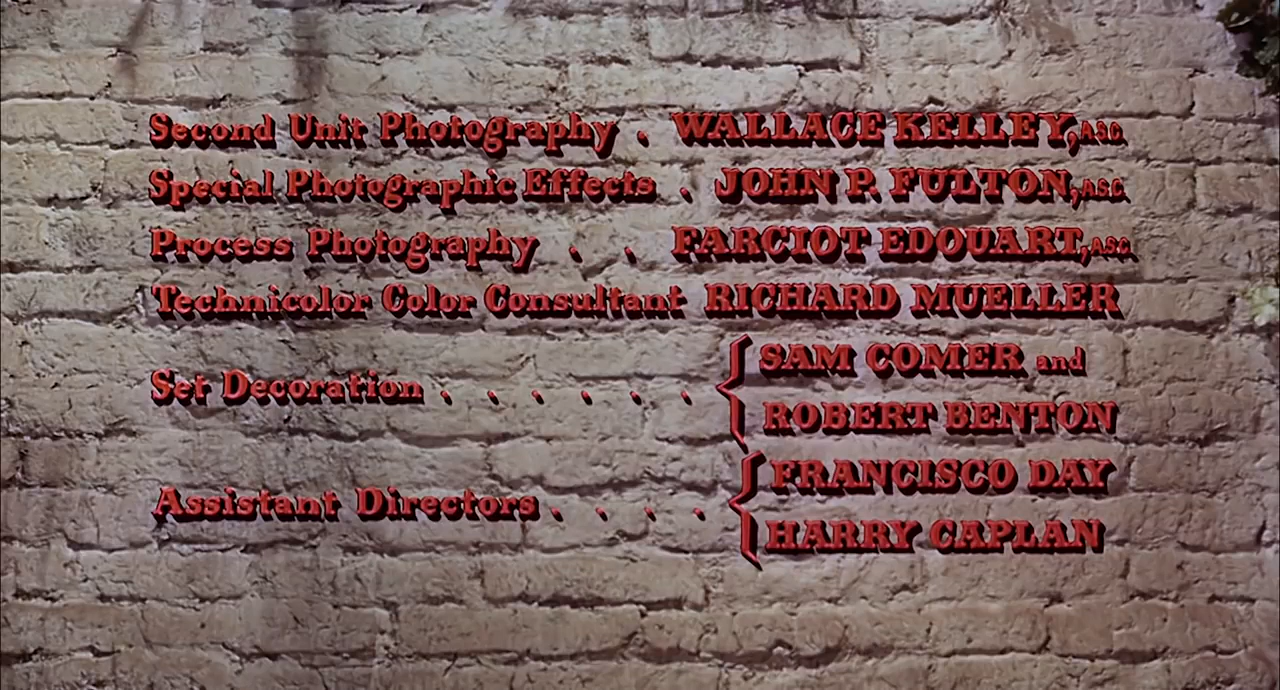 Second Unit Photography . WALLACE KELLEY, A.S.C.
Special Photographic Effects . JOHN P. FULTON, A.S.C.
Process Photography . . FARCIOT EDOUART, A.S.C.
Technicolor Color Consultant RICHARD MUELLER
Set Decoration . . . . . . { SAM COMER and
ROBERT BENTON
Assistant Directors . . . . { FRANCISCO DAY
HARRY CAPLAN